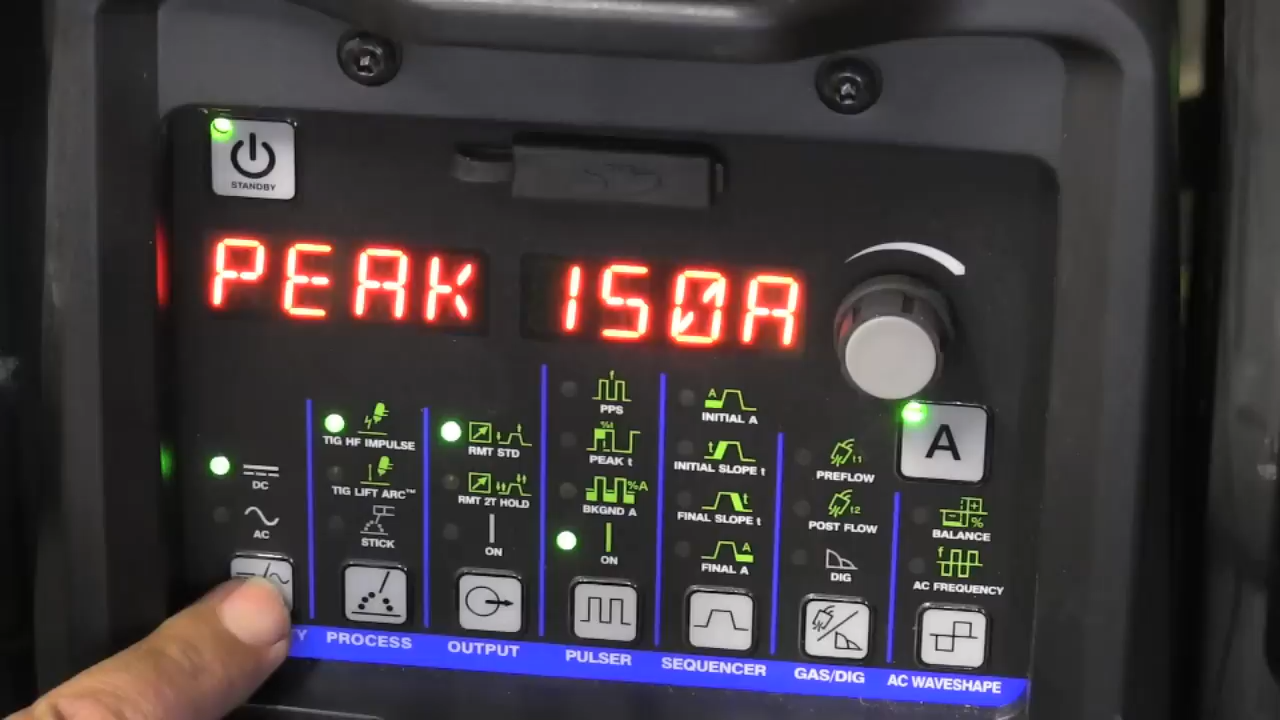 STANDBY
PEAK 150A
A
DC
AC
TIG HF IMPULSE
TIG LIFT ARC™
STICK
RMT STD
RMT 2T HOLD
ON
f
PPS
%t
PEAK t
%A
BKGND A
ON
A
INITIAL A
t
INITIAL SLOPE t
t
FINAL SLOPE t
A
FINAL A
PREFLOW
POST FLOW
DIG
%
BALANCE
f
AC FREQUENCY
PROCESS
OUTPUT
PULSER
SEQUENCER
GAS/DIG
AC WAVESHAPE